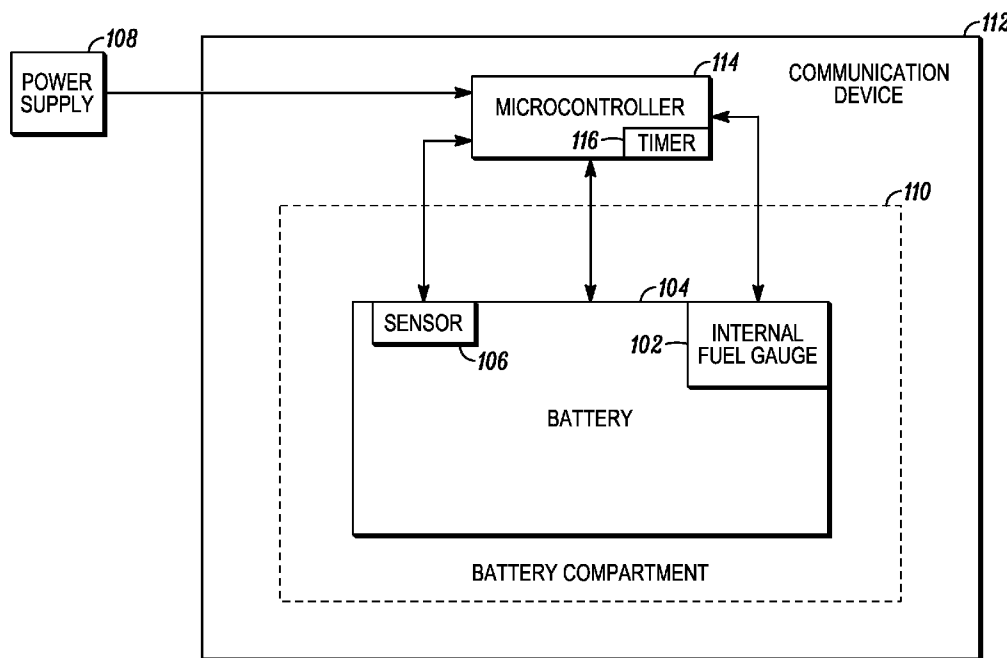 108
112
POWER
SUPPLY
114
COMMUNICATION
DEVICE
MICROCONTROLLER
116
TIMER
110
104
SENSOR
106
102
INTERNAL
FUEL GAUGE
BATTERY
BATTERY COMPARTMENT